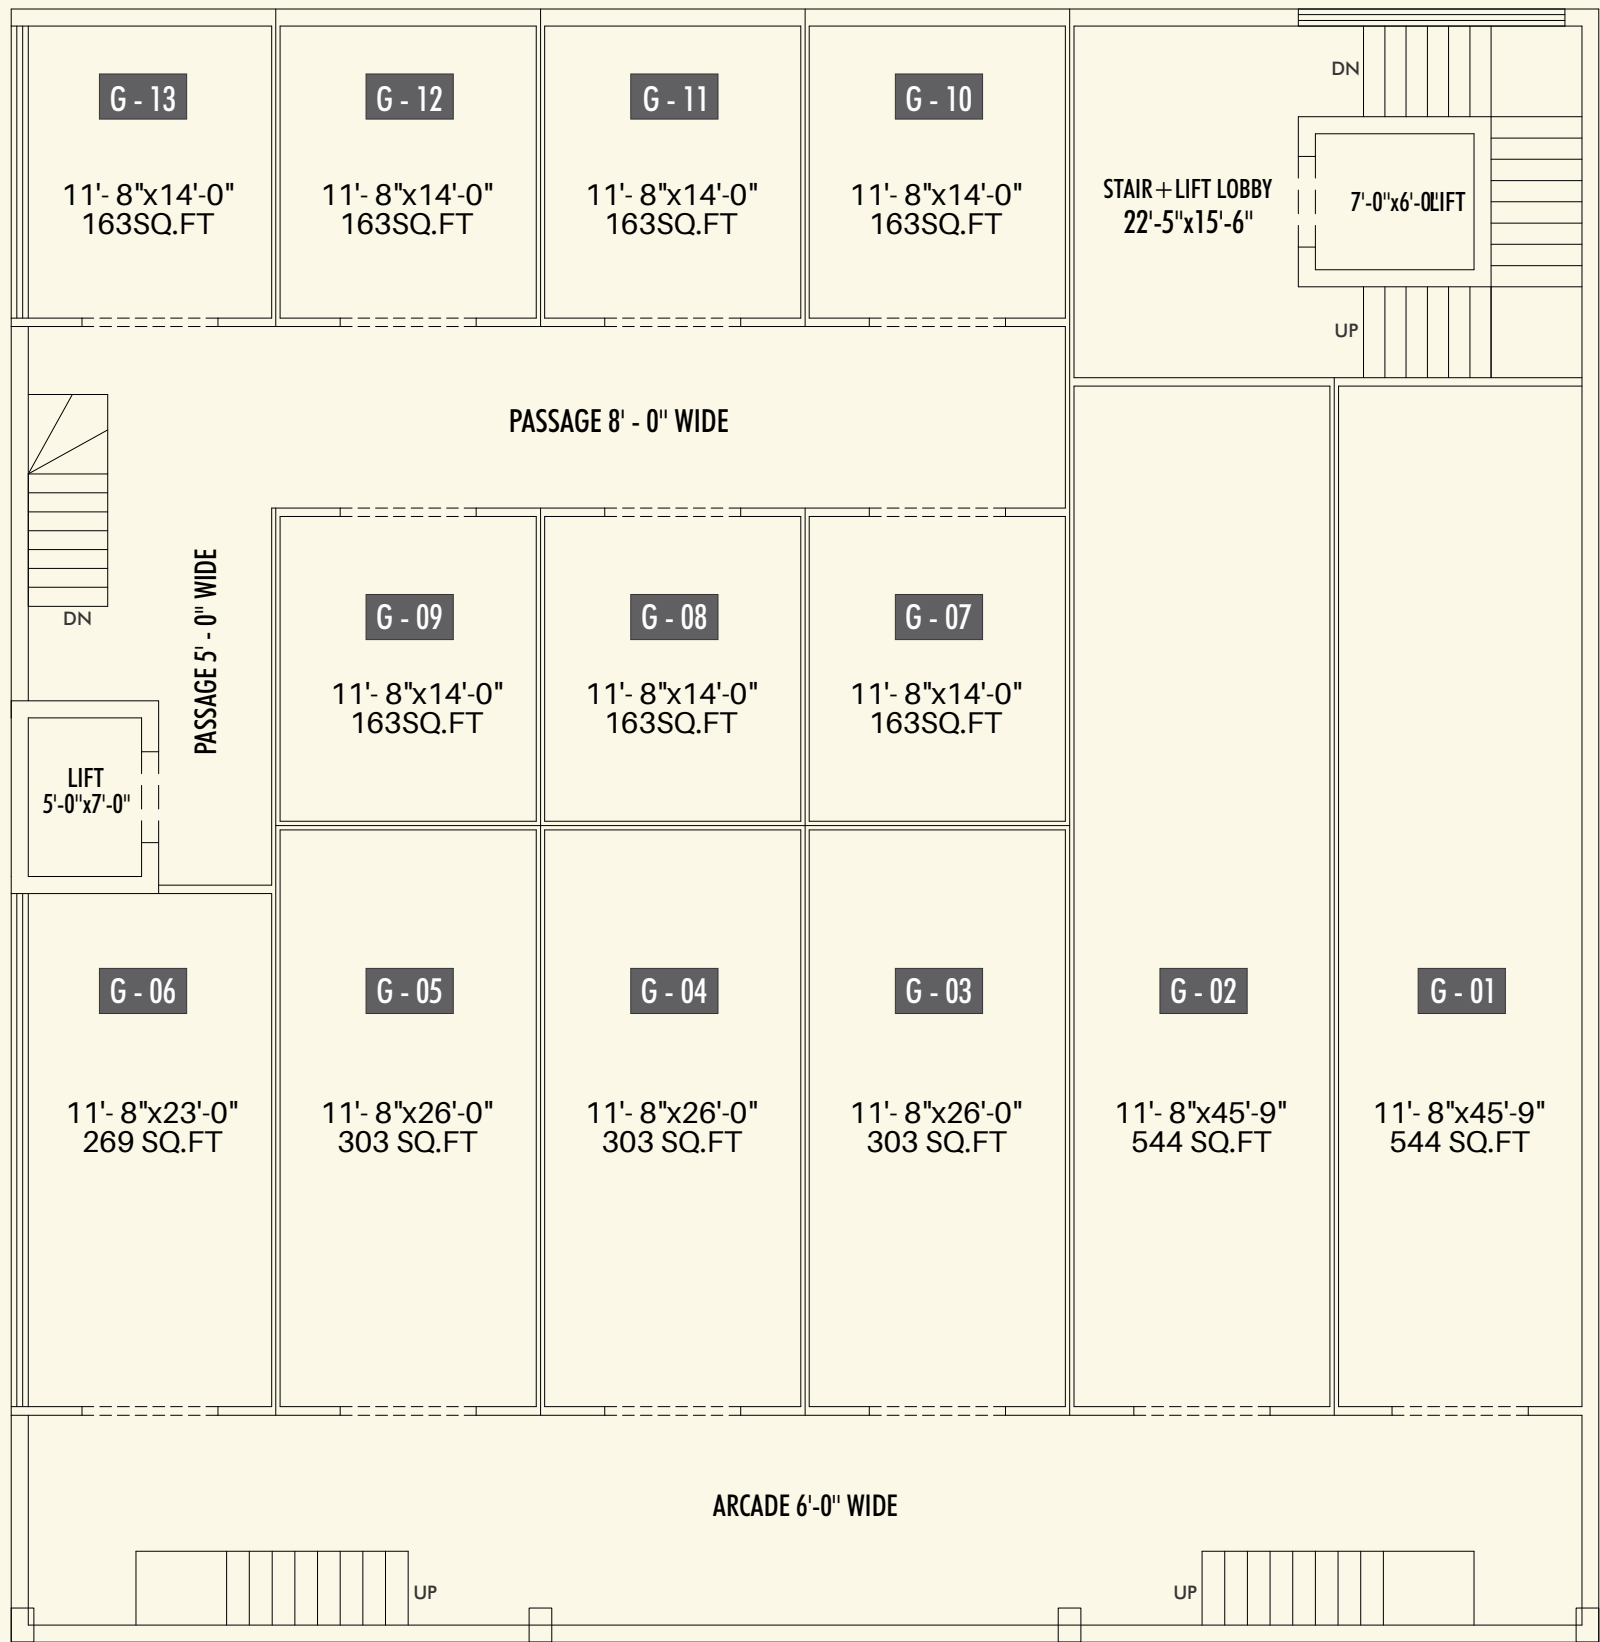 G - 13
11'- 8"x14'-0"
163SQ.FT
G - 12
11'- 8"x14'-0"
163SQ.FT
G - 11
11'- 8"x14'-0"
163SQ.FT
G - 10
11'- 8"x14'-0"
163SQ.FT
DN
STAIR+LIFT LOBBY
22'-5"x15'-6"
7'-0"x6'-0"LIFT
UP
PASSAGE 8' - 0" WIDE
DN
PASSAGE 5' - 0" WIDE
LIFT
5'-0"x7'-0"
G - 09
11'- 8"x14'-0"
163SQ.FT
G - 08
11'- 8"x14'-0"
163SQ.FT
G - 07
11'- 8"x14'-0"
163SQ.FT
G - 06
11'- 8"x23'-0"
269 SQ.FT
G - 05
11'- 8"x26'-0"
303 SQ.FT
G - 04
11'- 8"x26'-0"
303 SQ.FT
G - 03
11'- 8"x26'-0"
303 SQ.FT
G - 02
11'- 8"x45'-9"
544 SQ.FT
G - 01
11'- 8"x45'-9"
544 SQ.FT
ARCADE 6'-0" WIDE
UP
UP